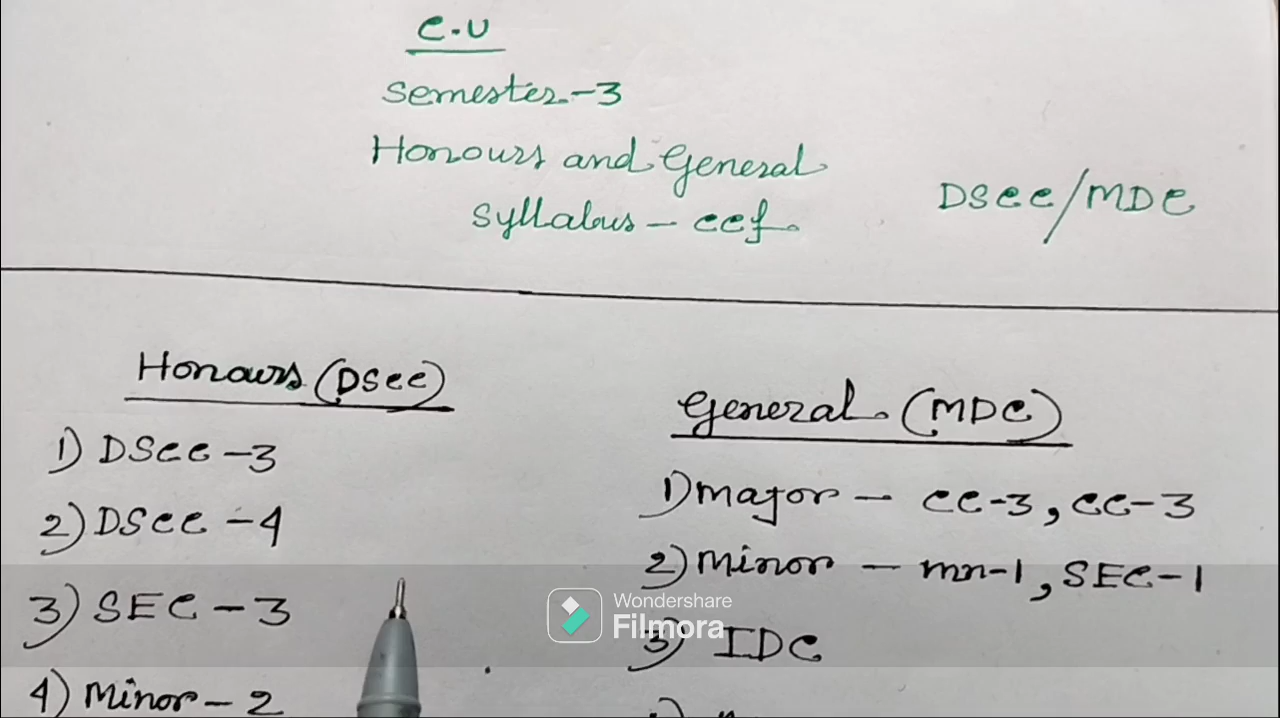 C.U
Semester-3
Honours and General
Syllabus - ccf.
DSCC/MDC
Honours (DSCC)
1) DSCC-3
2) DSCC-4
3) SEC-3
4) Minor-2
General. (MDC)
1) major - CC-3, CC-3
2) Minor - mn-1, SEC-1
3) IDC
Wondershare
Filmora